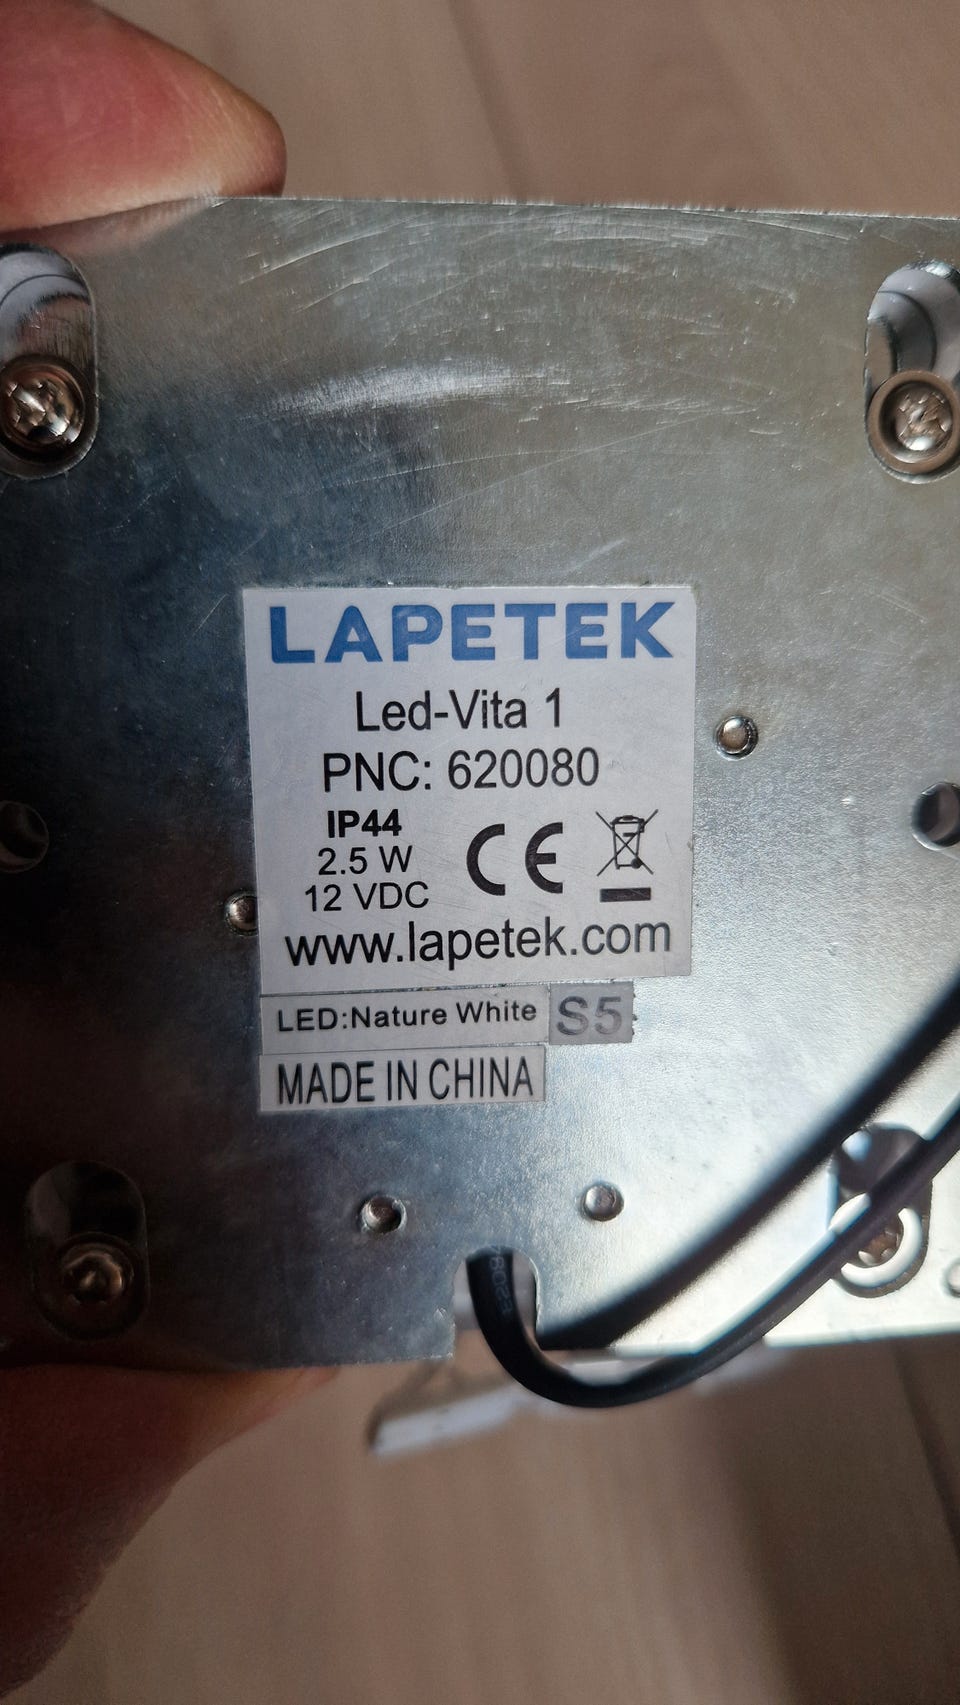 LAPETEK
Led-Vita 1
PNC: 620080
IP44
2.5 W
12 VDC
CE
www.lapetek.com
LED:Nature White
S5
MADE IN CHINA